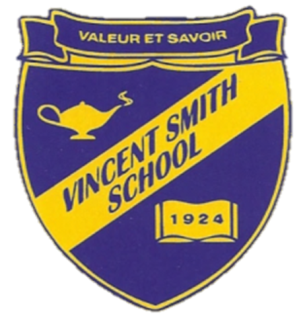 VALEUR ET SAVOIR
VINCENT SMITH
SCHOOL
1924